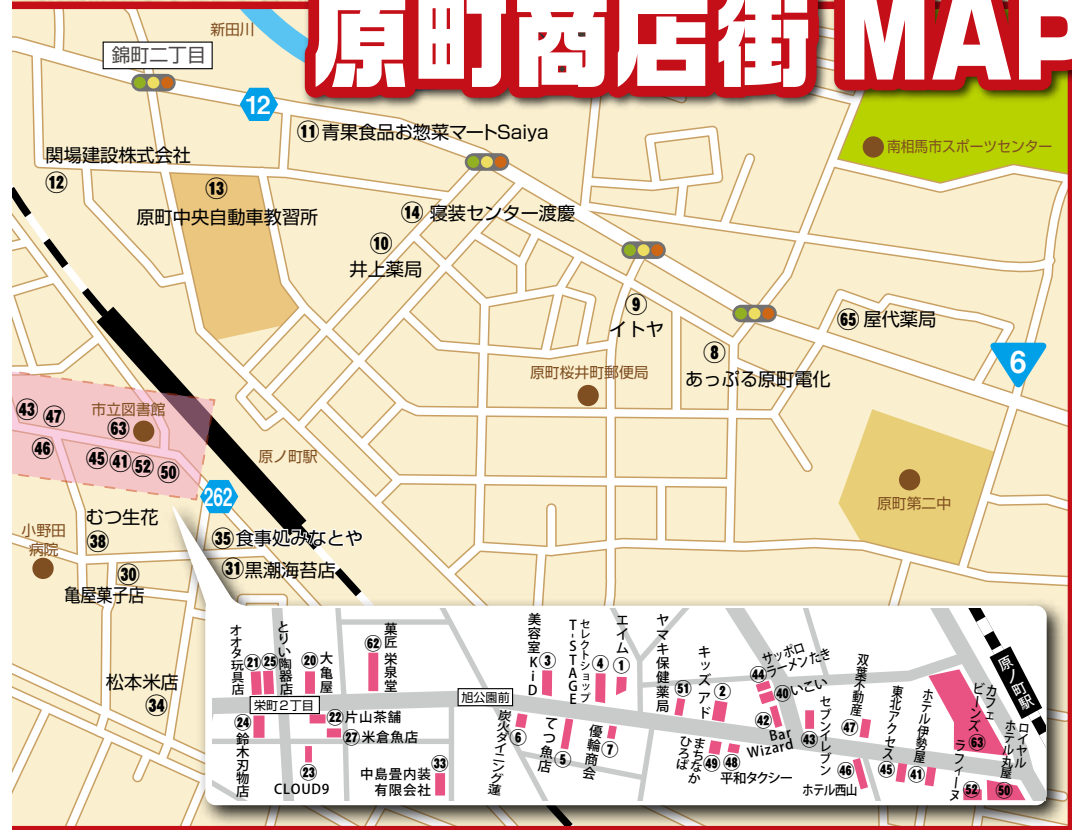 原町商店街 MAP
新田川
錦町二丁目
12
⑪青果食品お惣菜マートSaiya
南相馬市スポーツセンター
関場建設株式会社
⑫
⑬
原町中央自動車教習所
⑭ 寝装センター渡慶
⑩
井上薬局
⑨
イトヤ
65 屋代薬局
⑧
あっぷる原町電化
6
原町桜井町郵便局
43 47
市立図書館
63
46
45 41 52 50
原ノ町駅
262
原町第二中
むつ生花
38
小野田
病院
35 食事処みなとや
31 黒潮海苔店
30
亀屋菓子店
松本米店
34
オオタ玩具店
21
25
とりい陶器店
20
大亀屋
62
菓匠 栄泉堂
栄町2丁目
22 片山茶舗
27 米倉魚店
24
鈴木刃物店
23
CLOUD9
中島畳内装
有限会社
33
旭公園前
美容室KiD
③
セレクトショップ
T-STAGE
④
エイム
①
ヤマキ保健薬局
51
キッズアド
②
⑥
炭火ダイニング蓮
てつ魚店
⑤
優輪商会
⑦
まちなか
ひろば
49
48
平和タクシー
サッポロ
ラーメンたき
44
40 いこい
42
Bar
Wizard
43
セブンイレブン
双葉不動産
47
46
ホテル西山
東北アクセス
45
ホテル伊勢屋
41
カフェ
ビーンズ
63
ラフィーヌ
52
ロイヤル
ホテル丸屋
50
原ノ町駅